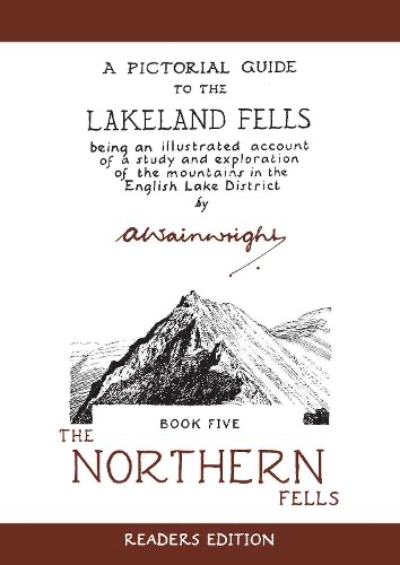 A PICTORIAL GUIDE
TO THE
LAKELAND FELLS
being an illustrated account
of a study and exploration
of the mountains in the
English Lake District
by
AWainwright
BOOK FIVE
THE
NORTHERN
FELLS
READERS EDITION